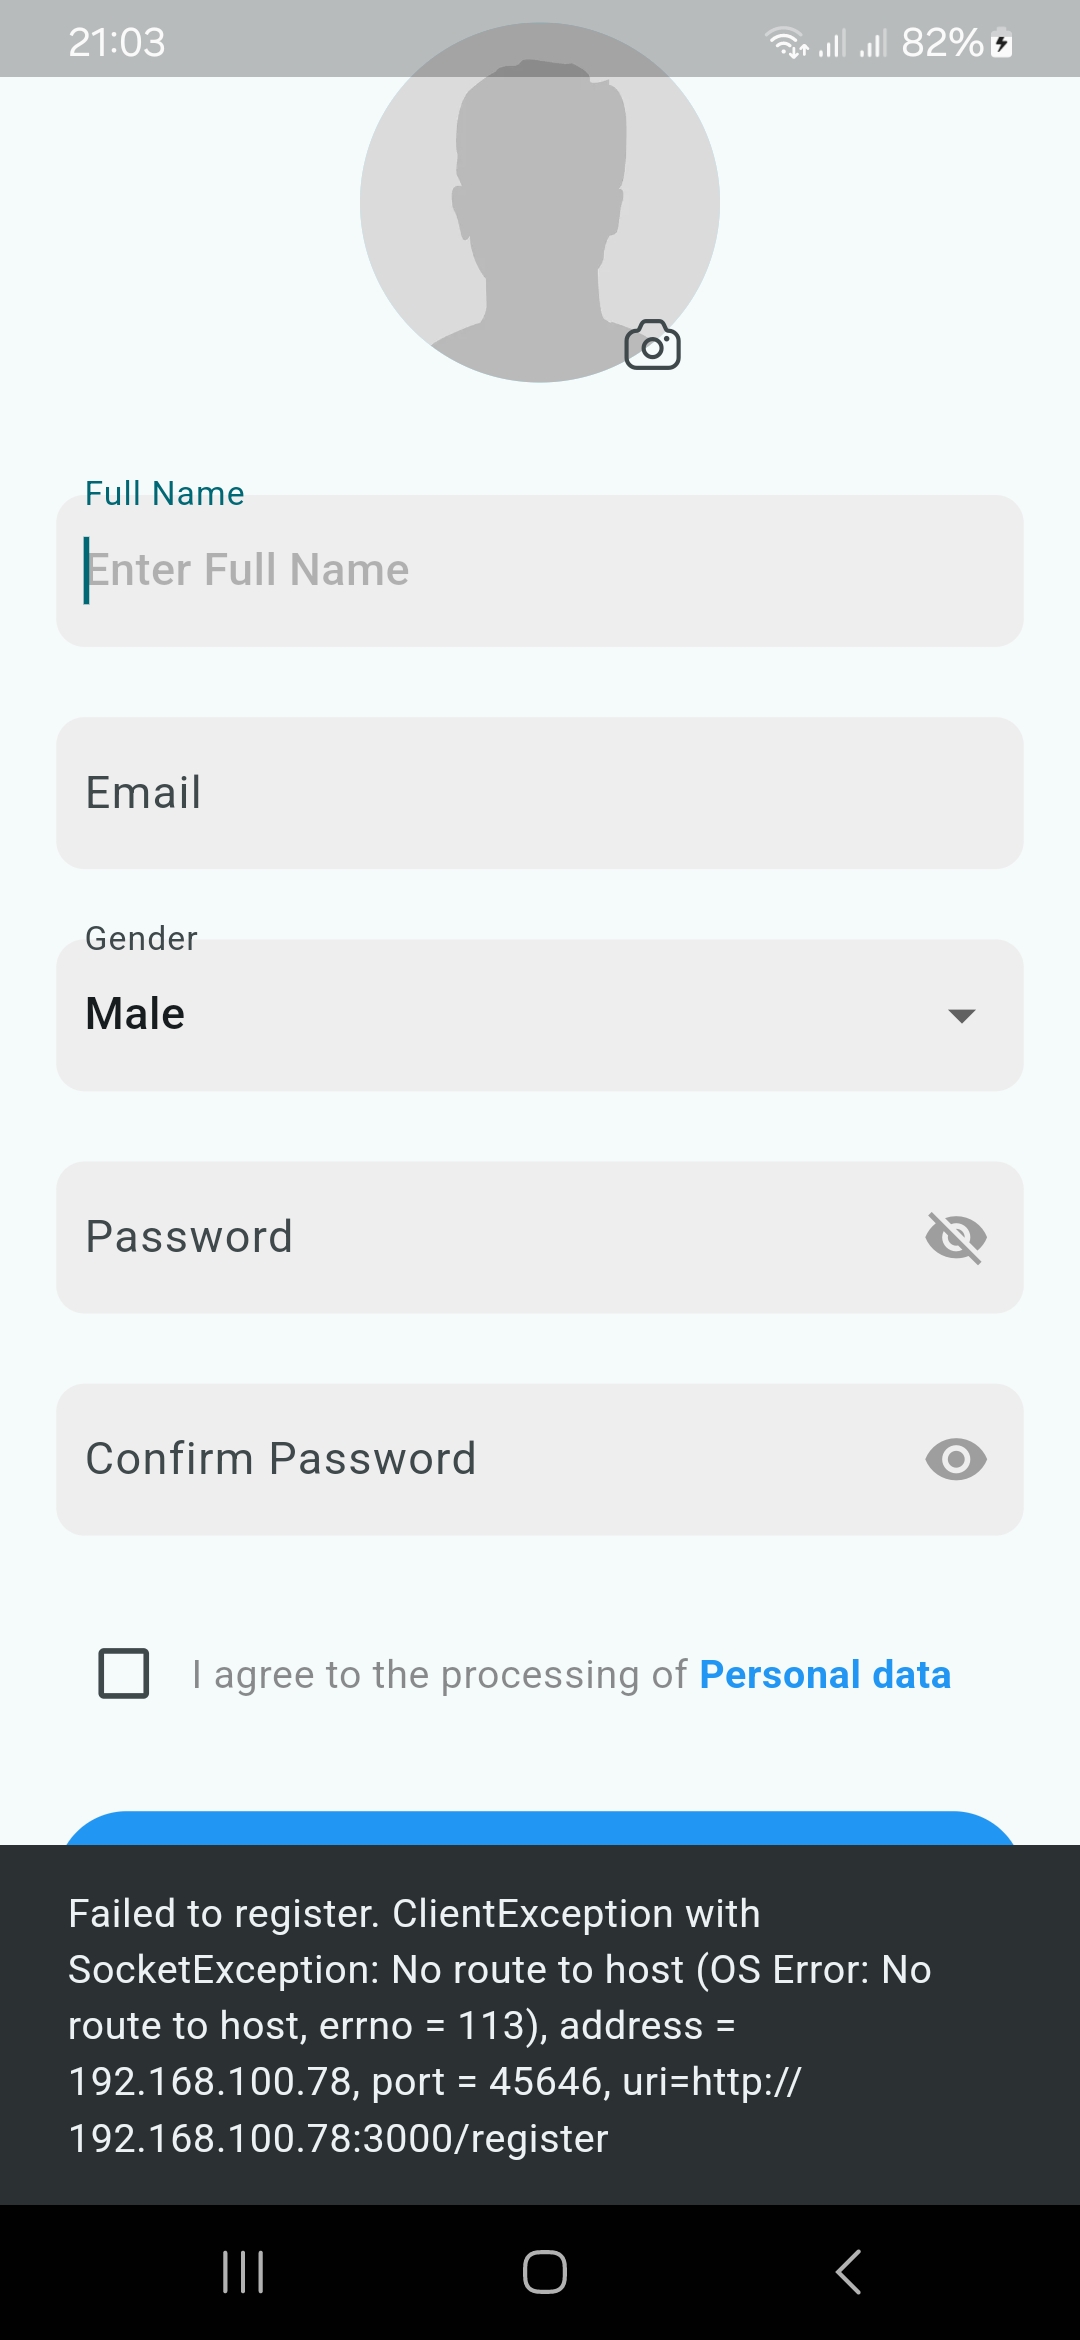 21:03
82%
Full Name
Enter Full Name
Email
Gender
Male
Password
Confirm Password
I agree to the processing of Personal data
Failed to register. ClientException with
SocketException: No route to host (OS Error: No
route to host, errno = 113), address =
192.168.100.78, port = 45646, uri=http://
192.168.100.78:3000/register